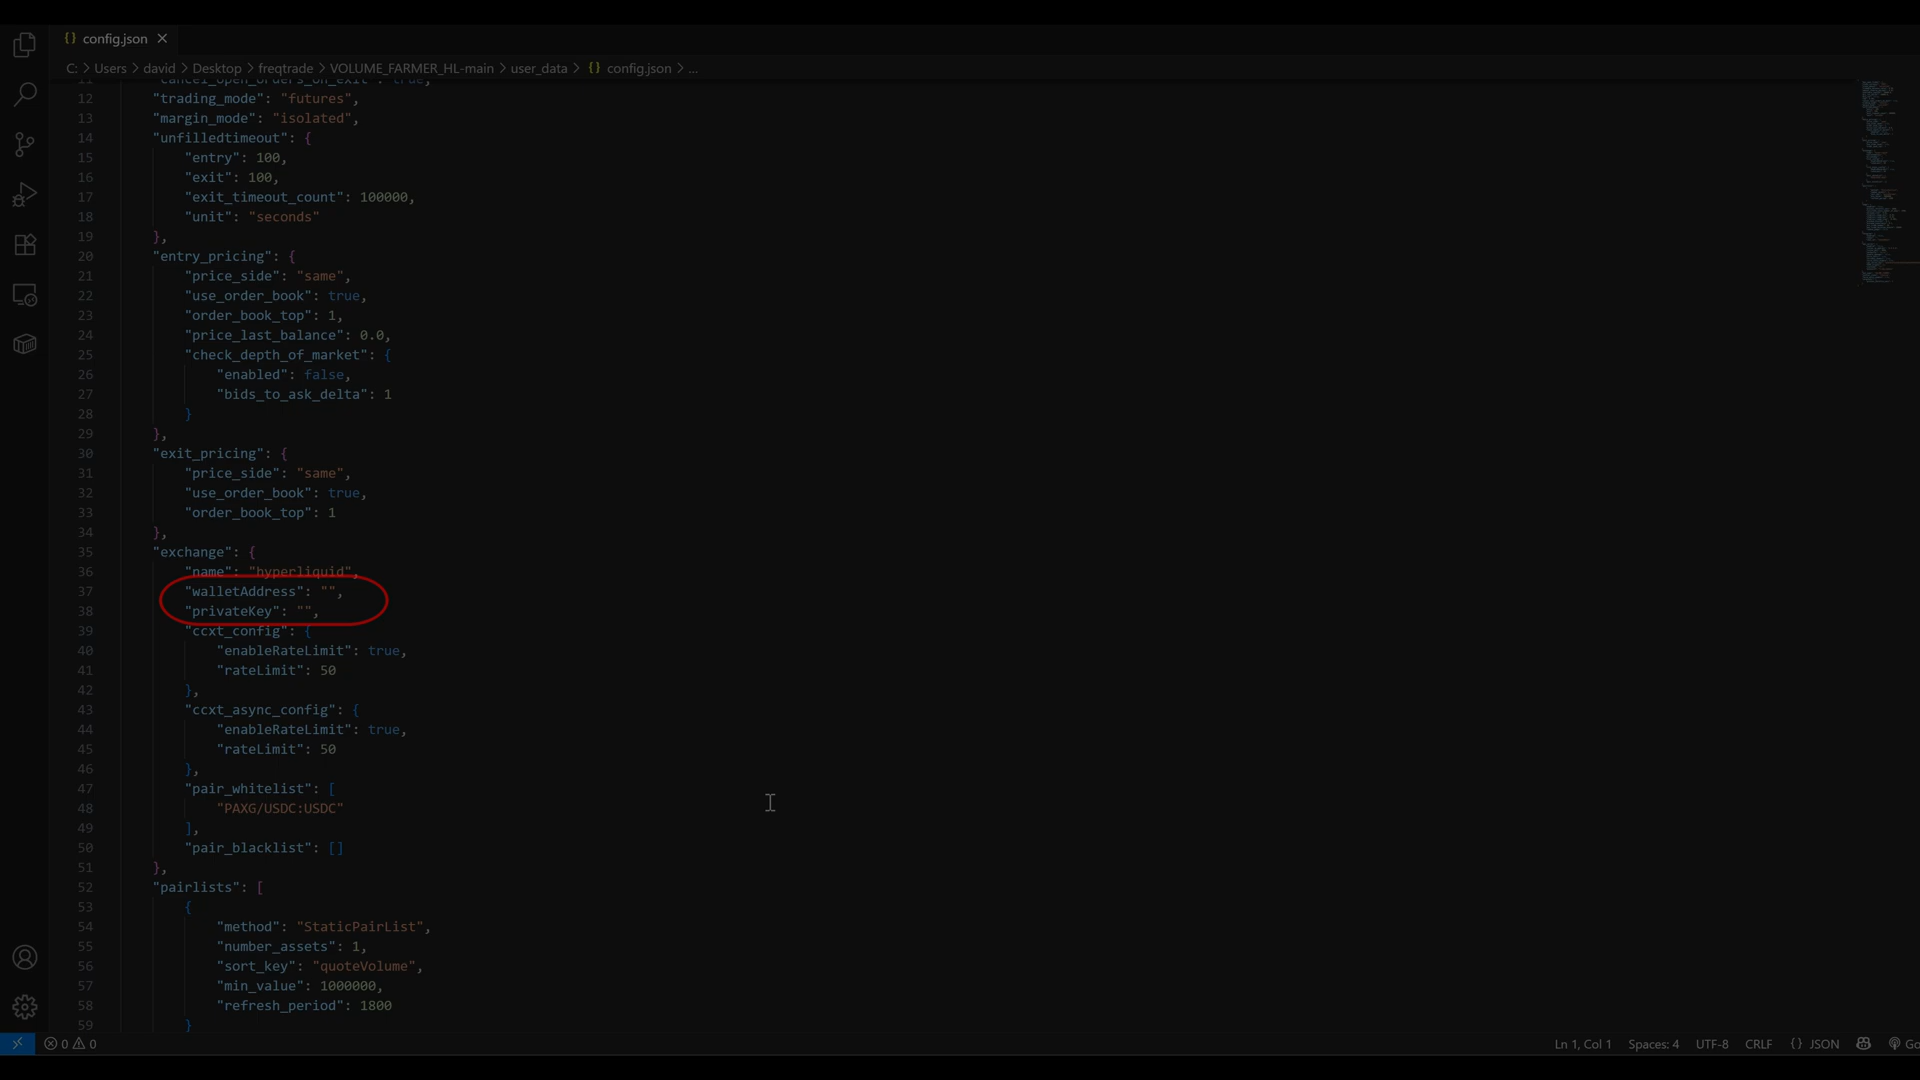 {} config.json ×
C: > Users > david > Desktop > freqtrade > VOLUME_FARMER_HL-main > user_data > {} config.json > ...
11 "cancel_open_orders_on_exit": true,
12 "trading_mode": "futures",
13 "margin_mode": "isolated",
14 "unfilledtimeout": {
15 "entry": 100,
16 "exit": 100,
17 "exit_timeout_count": 100000,
18 "unit": "seconds"
19 },
20 "entry_pricing": {
21 "price_side": "same",
22 "use_order_book": true,
23 "order_book_top": 1,
24 "price_last_balance": 0.0,
25 "check_depth_of_market": {
26 "enabled": false,
27 "bids_to_ask_delta": 1
28 }
29 },
30 "exit_pricing": {
31 "price_side": "same",
32 "use_order_book": true,
33 "order_book_top": 1
34 },
35 "exchange": {
36 "name": "hyperliquid",
37 "walletAddress": "",
38 "privateKey": "",
39 "ccxt_config": {
40 "enableRateLimit": true,
41 "rateLimit": 50
42 },
43 "ccxt_async_config": {
44 "enableRateLimit": true,
45 "rateLimit": 50
46 },
47 "pair_whitelist": [
48 "PAXG/USDC:USDC"
49 ],
50 "pair_blacklist": []
51 },
52 "pairlists": [
53 {
54 "method": "StaticPairList",
55 "number_assets": 1,
56 "sort_key": "quoteVolume",
57 "min_value": 1000000,
58 "refresh_period": 1800
59 }
0 0 Ln 1, Col 1 Spaces: 4 UTF-8 CRLF {} JSON Go